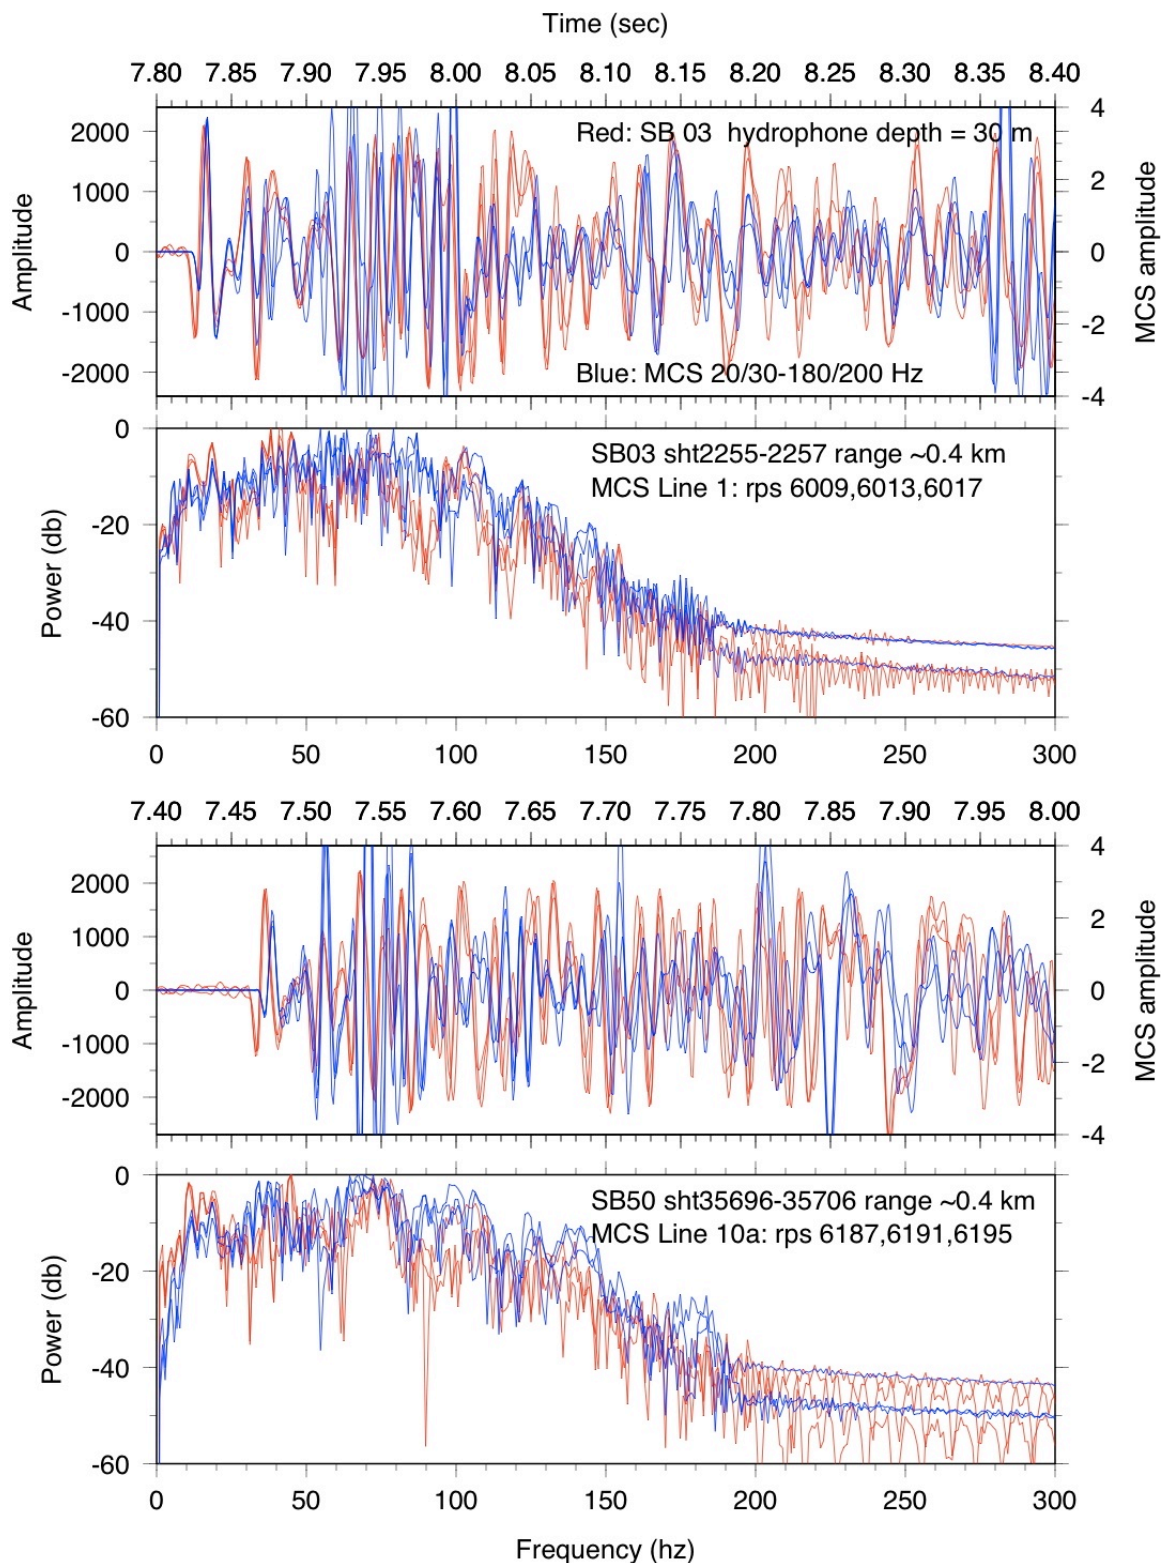 Time (sec)
7.80 7.85 7.90 7.95 8.00 8.05 8.10 8.15 8.20 8.25 8.30 8.35 8.40
2000 1000 0 -1000 -2000
Amplitude
Red: SB 03 hydrophone depth = 30 m
Blue: MCS 20/30-180/200 Hz
4 2 0 -2 -4
MCS amplitude
0 -20 -40 -60
Power (db)
SB03 sht2255-2257 range ~0.4 km
MCS Line 1: rps 6009,6013,6017
0 50 100 150 200 250 300
7.40 7.45 7.50 7.55 7.60 7.65 7.70 7.75 7.80 7.85 7.90 7.95 8.00
2000 1000 0 -1000 -2000
Amplitude
4 2 0 -2 -4
MCS amplitude
0 -20 -40 -60
Power (db)
SB50 sht35696-35706 range ~0.4 km
MCS Line 10a: rps 6187,6191,6195
0 50 100 150 200 250 300
Frequency (hz)